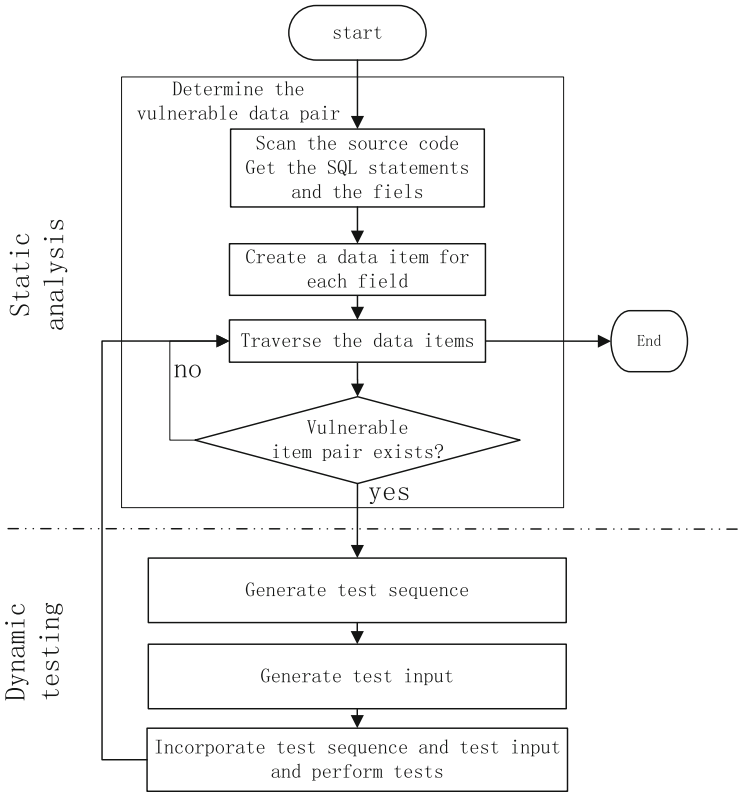 start
Determine the
vulnerable data pair
Scan the source code
Get the SQL statements
and the fiels
Static
analysis
Create a data item for
each field
Traverse the data items
End
no
Vulnerable
item pair exists?
yes
Generate test sequence
Dynamic
testing
Generate test input
Incorporate test sequence and test input
and perform tests